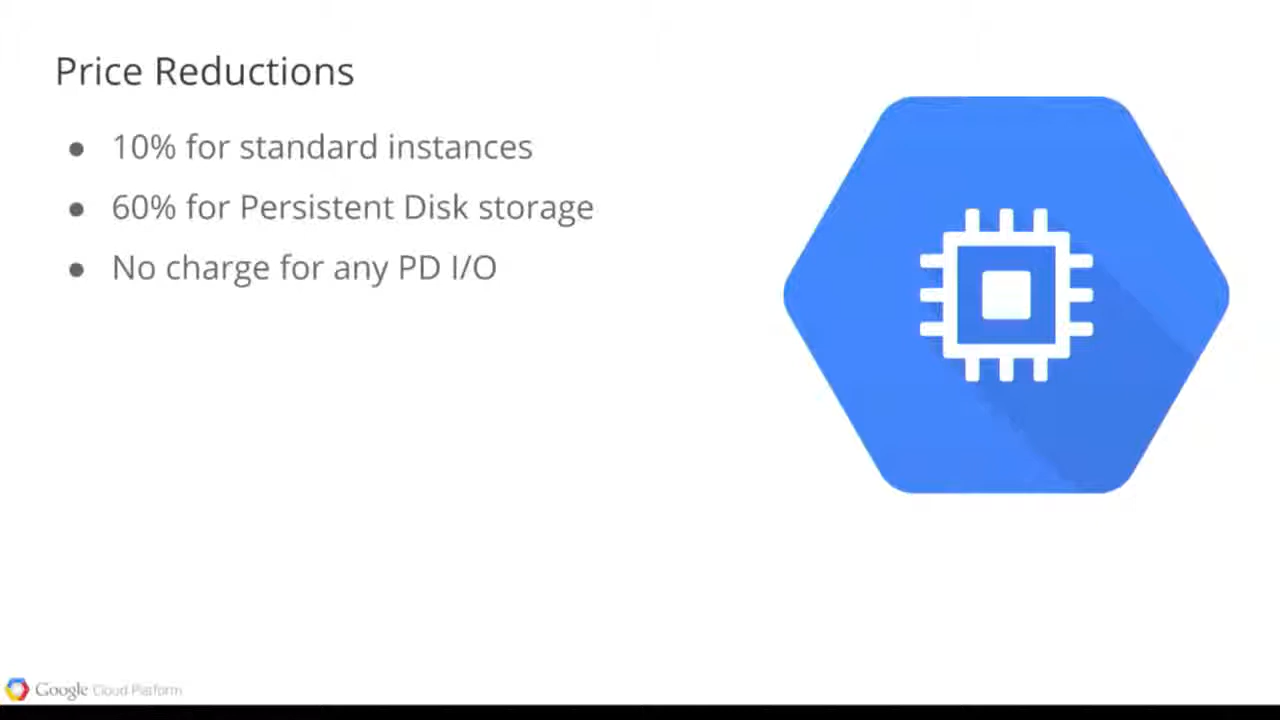 Price Reductions
● 10% for standard instances
● 60% for Persistent Disk storage
● No charge for any PD I/O
Google Cloud Platform